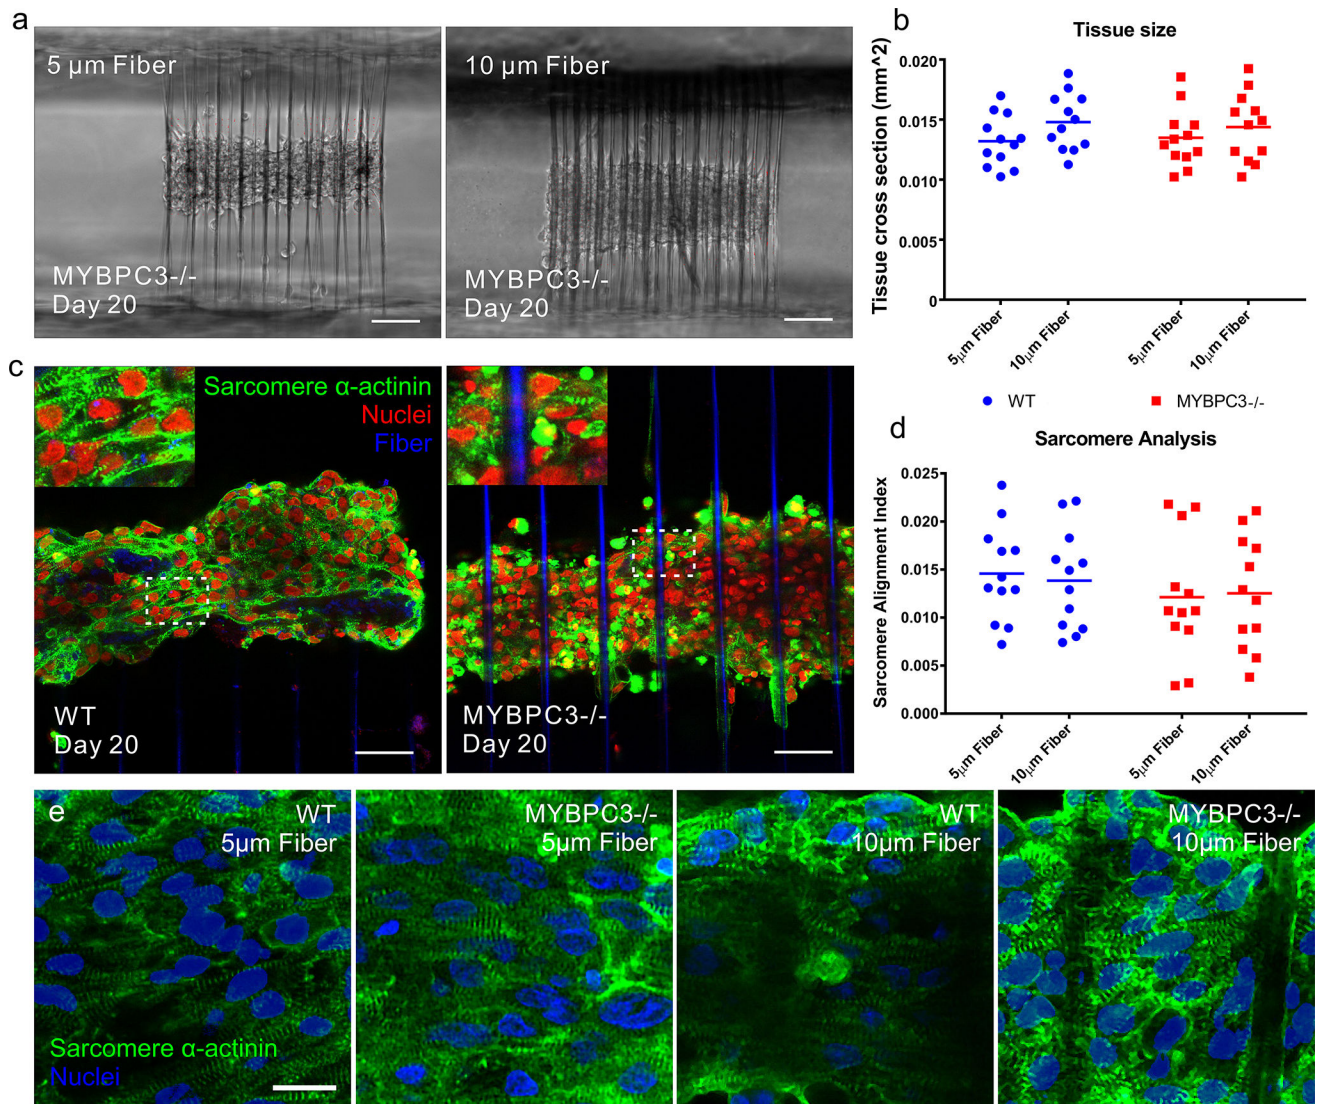 a
5 µm Fiber
MYBPC3-/-
Day 20
10 µm Fiber
MYBPC3-/-
Day 20
b
Tissue size
Tissue cross section (mm^2)
0.020
0.015
0.010
0.005
0
5µm Fiber
10µm Fiber
5µm Fiber
10µm Fiber
WT
MYBPC3-/-
c
Sarcomere α-actinin
Nuclei
Fiber
WT
Day 20
MYBPC3-/-
Day 20
d
Sarcomere Analysis
Sarcomere Alignment Index
0.025
0.020
0.015
0.010
0.005
0.000
5µm Fiber
10µm Fiber
5µm Fiber
10µm Fiber
e
WT
5µm Fiber
Sarcomere α-actinin
Nuclei
MYBPC3-/-
5µm Fiber
WT
10µm Fiber
MYBPC3-/-
10µm Fiber